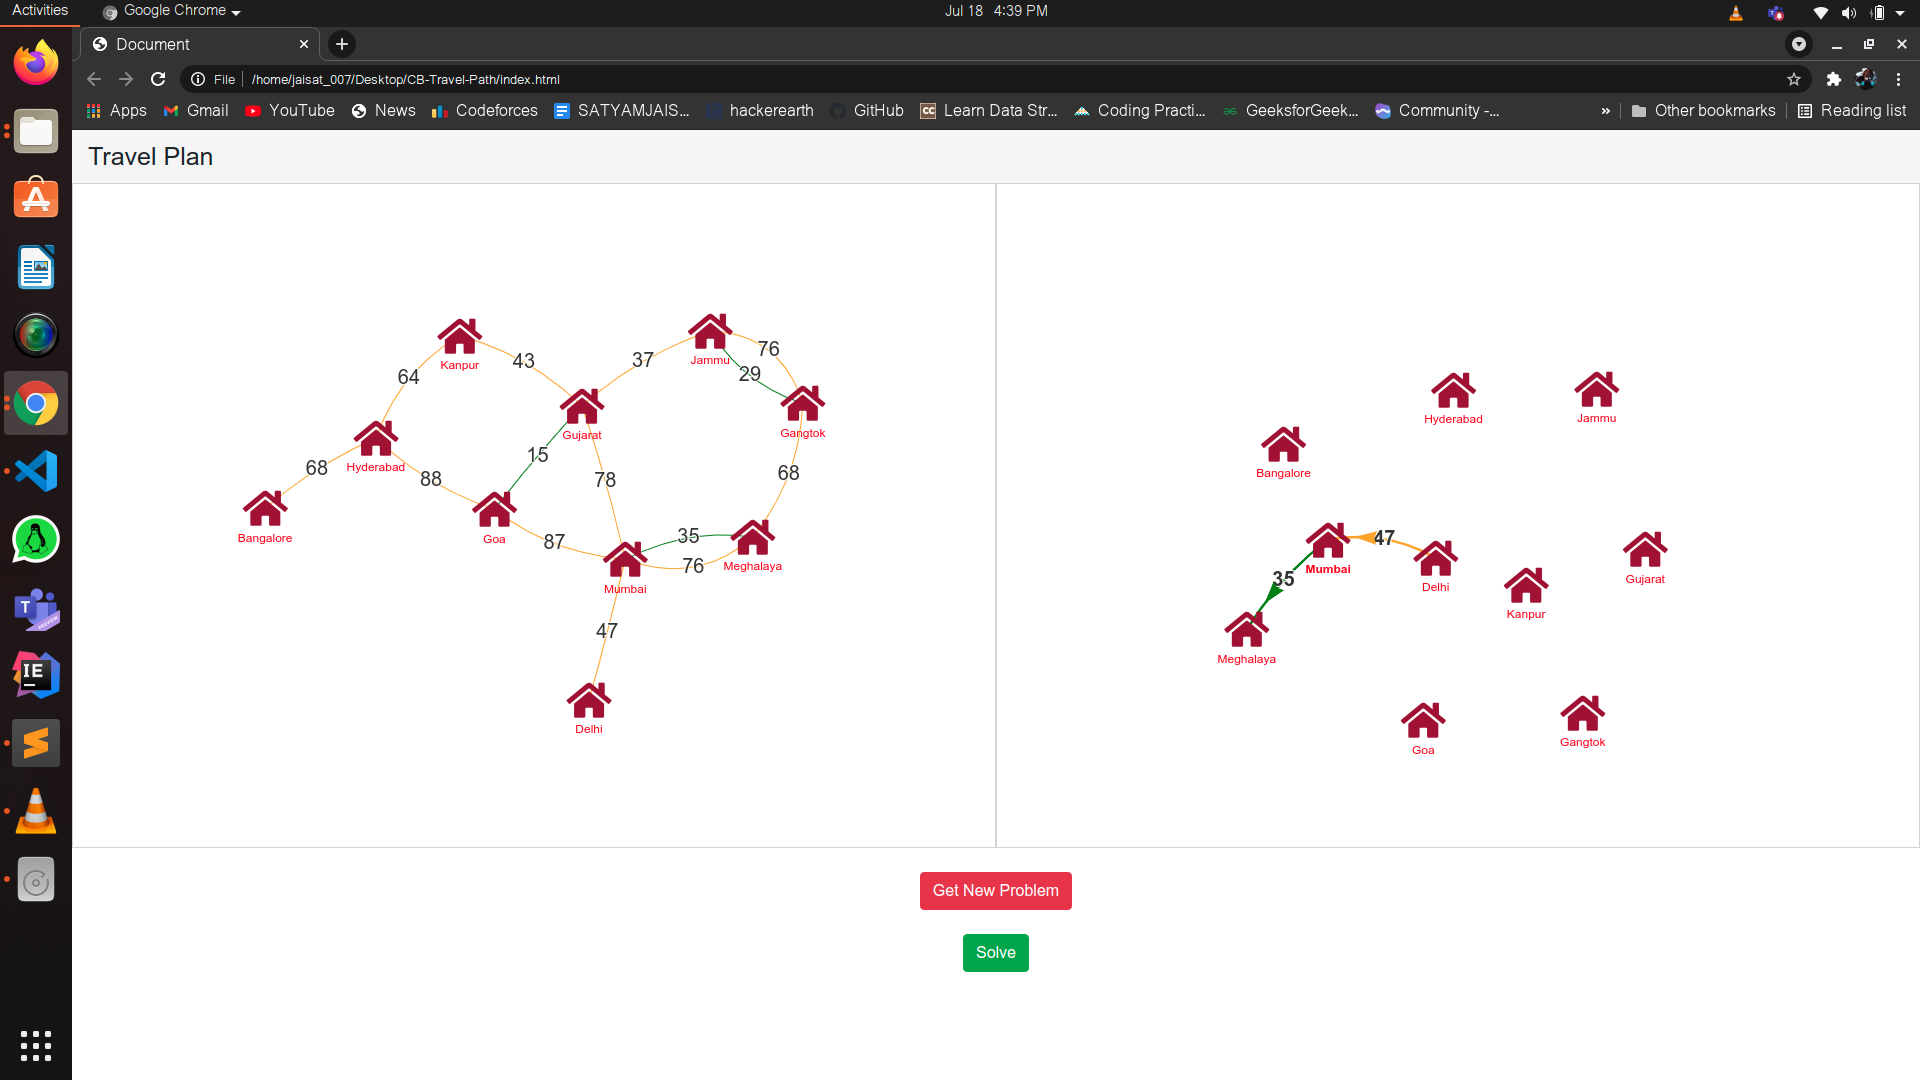 Activities
Google Chrome
Jul 18 4:39 PM
Document
File
/home/jaisat_007/Desktop/CB-Travel-Path/index.html
Apps
Gmail
YouTube
News
Codeforces
SATYAMJAIS...
hackerearth
GitHub
CC
Learn Data Str...
Coding Practi...
GeeksforGeek...
Community -...
»
Other bookmarks
Reading list
Travel Plan
Kanpur
43
37
Jammu
76
29
64
Gujarat
Gangtok
Hyderabad
68
88
15
78
68
Bangalore
Goa
87
35
76
Meghalaya
Mumbai
47
Delhi
Hyderabad
Jammu
Bangalore
47
Mumbai
35
Delhi
Gujarat
Kanpur
Meghalaya
Goa
Gangtok
Get New Problem
Solve
T
PREVIEW
IE